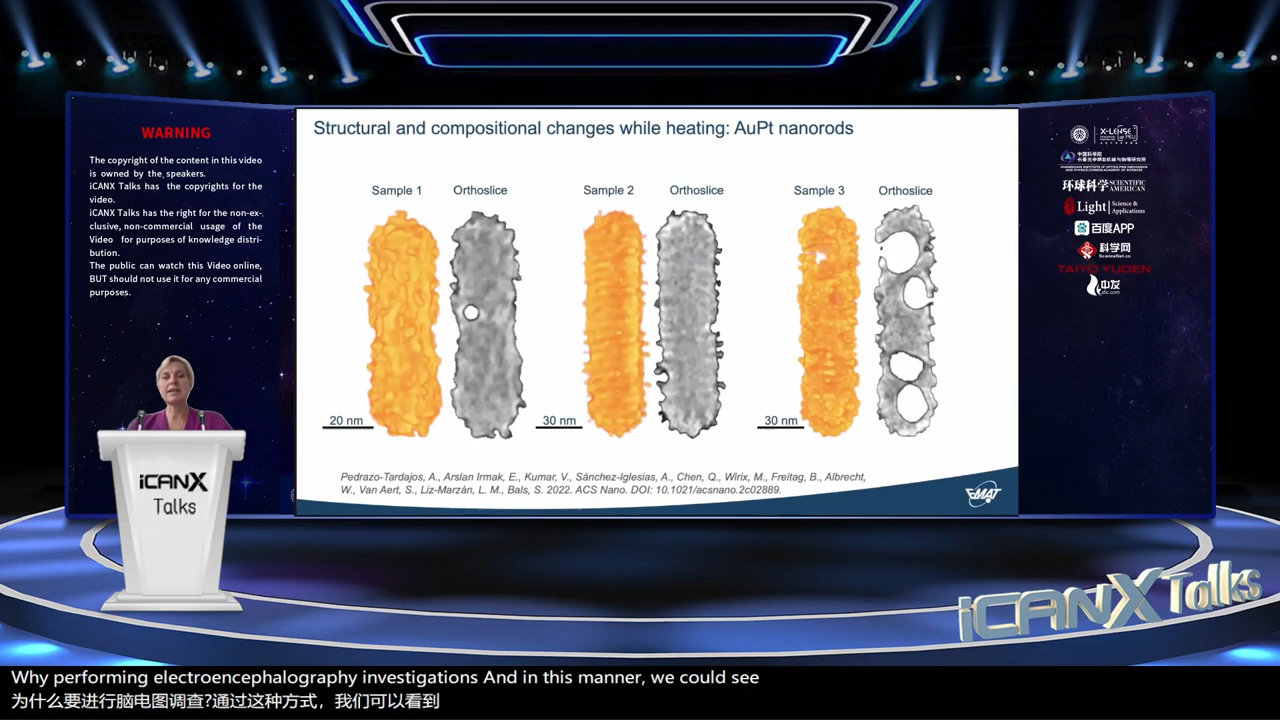 WARNING
The copyright of the content in this video
is owned by the speakers.
iCANX Talks has the copyrights for the
video.
iCANX Talks has the right for the non-ex-
clusive, non-commercial usage of the
Video for purposes of knowledge distri-
bution.
The public can watch this Video online,
BUT should not use it for any commercial
purposes.
Structural and compositional changes while heating: AuPt nanorods
Sample 1 Orthoslice Sample 2 Orthoslice Sample 3 Orthoslice
20 nm 30 nm 30 nm
Pedrazo-Tardajos, A., Arslan Irmak, E., Kumar, V., Sánchez-Iglesias, A., Chen, Q., Wirix, M., Freitag, B., Albrecht,
W., Van Aert, S., Liz-Marzán, L. M., Bals, S. 2022. ACS Nano. DOI: 10.1021/acsnano.2c02889.
EMAT
X-LENSE
环球科学 SCIENTIFIC AMERICAN
Light Science & Applications
百度APP
科学网
ScienceNet.cn
TAIYO YUDEN
中友
iCANX
Talks
iCANX Talks
Why performing electroencephalography investigations And in this manner, we could see
为什么要进行脑电图调查?通过这种方式，我们可以看到